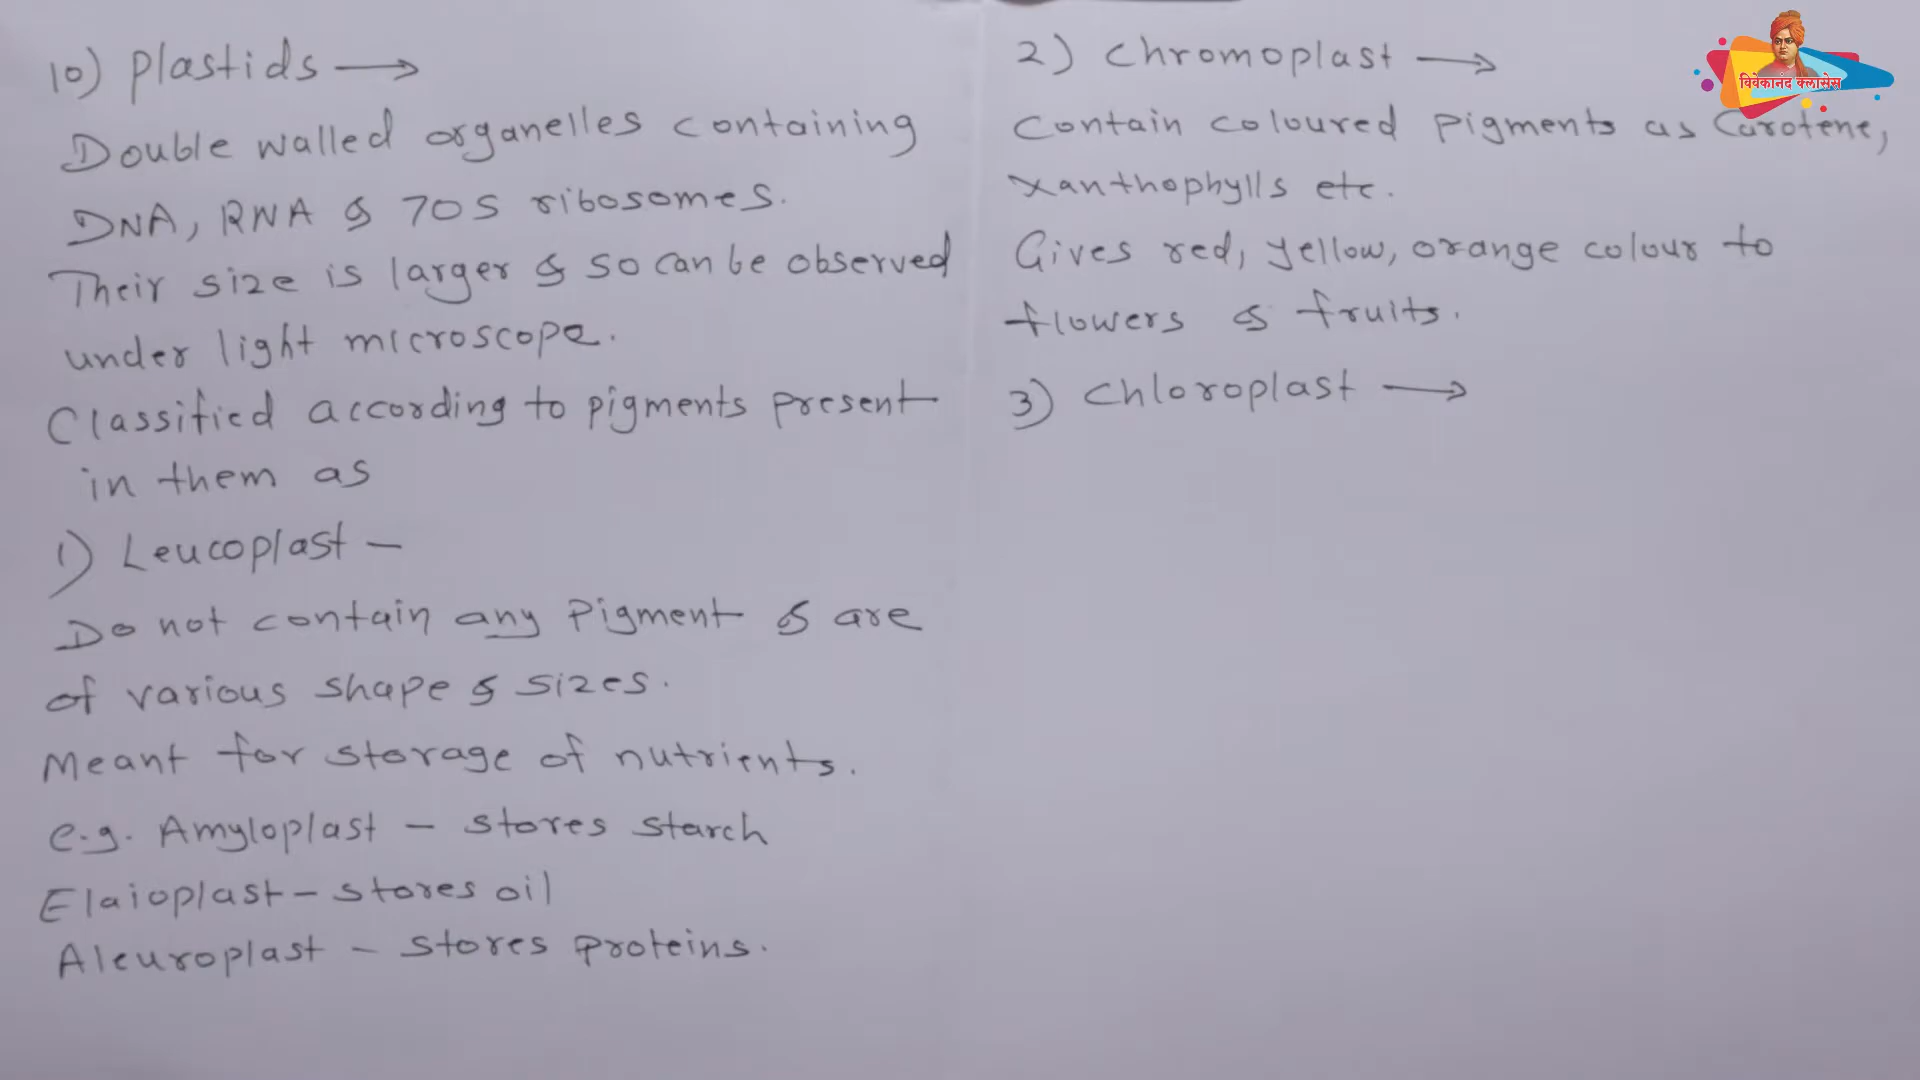 10) Plastids →
Double walled organelles containing
DNA, RNA & 70S ribosomes.
Their size is larger & so can be observed
under light microscope.
Classified according to pigments present
in them as
1) Leucoplast –
Do not contain any Pigment & are
of various shape & sizes.
Meant for storage of nutrients.
e.g. Amyloplast – stores starch
Elaioplast – stores oil
Aleuroplast – stores proteins.
2) Chromoplast →
Contain coloured pigments as Carotene,
Xanthophylls etc.
Gives red, yellow, orange colour to
flowers & fruits.
3) Chloroplast →
विवेकानंद क्लासेस